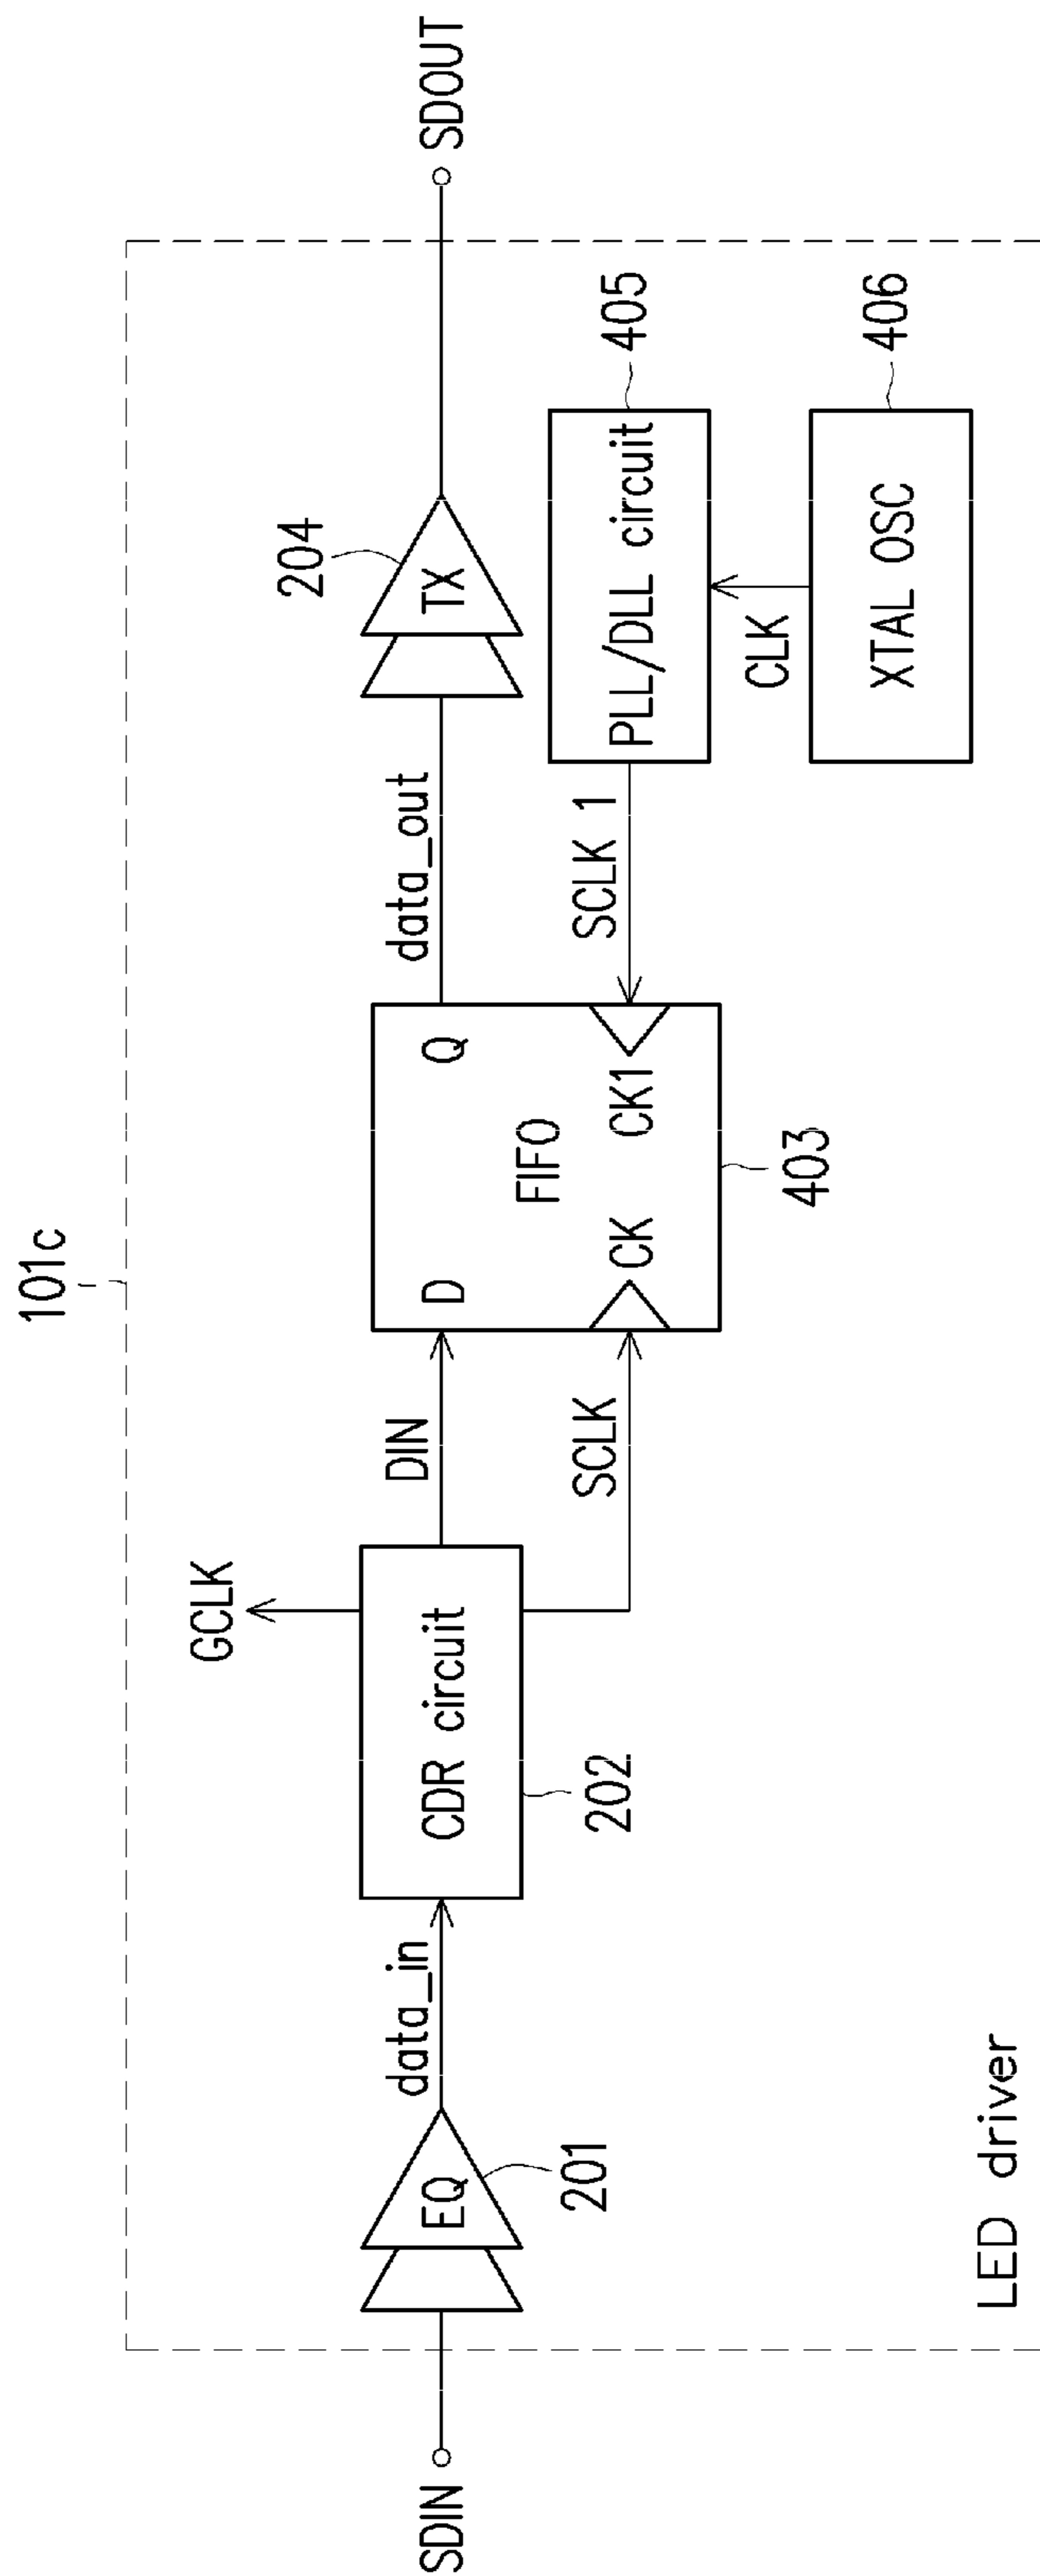 101c
SDIN
EQ
201
data_in
CDR circuit
202
GCLK
DIN
SCLK
D
Q
FIFO
CK
CK1
403
data_out
SCLK 1
TX
204
PLL/DLL circuit
405
CLK
XTAL OSC
406
SDOUT
LED driver